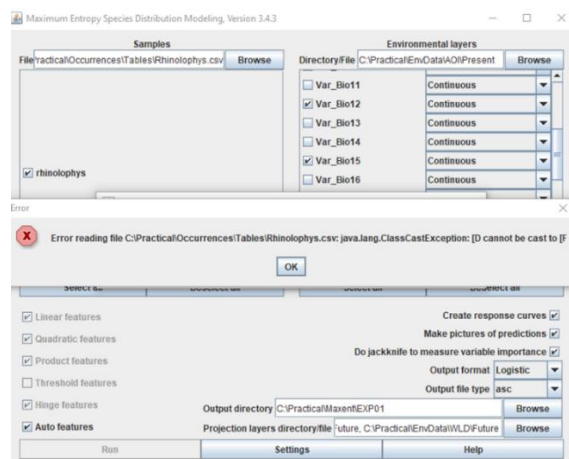 Maximum Entropy Species Distribution Modeling, Version 3.4.3
Samples
File ractical\Occurrences\Tables\Rhinolophys.csv Browse
Environmental layers
Directory/File C:\Practical\EnvData\AOI\Present Browse
Var_Bio11 Continuous
Var_Bio12 Continuous
Var_Bio13 Continuous
Var_Bio14 Continuous
Var_Bio15 Continuous
Var_Bio16 Continuous
rhinolophys
Error
Error reading file C:\Practical\Occurrences\Tables\Rhinolophys.csv: java.lang.ClassCastException: [D cannot be cast to [F
OK
Linear features
Quadratic features
Product features
Threshold features
Hinge features
Auto features
Create response curves
Make pictures of predictions
Do jackknife to measure variable importance
Output format Logistic
Output file type asc
Output directory C:\Practical\Maxent\EXP01 Browse
Projection layers directory/file Future, C:\Practical\EnvData\WLD\Future Browse
Run Settings Help